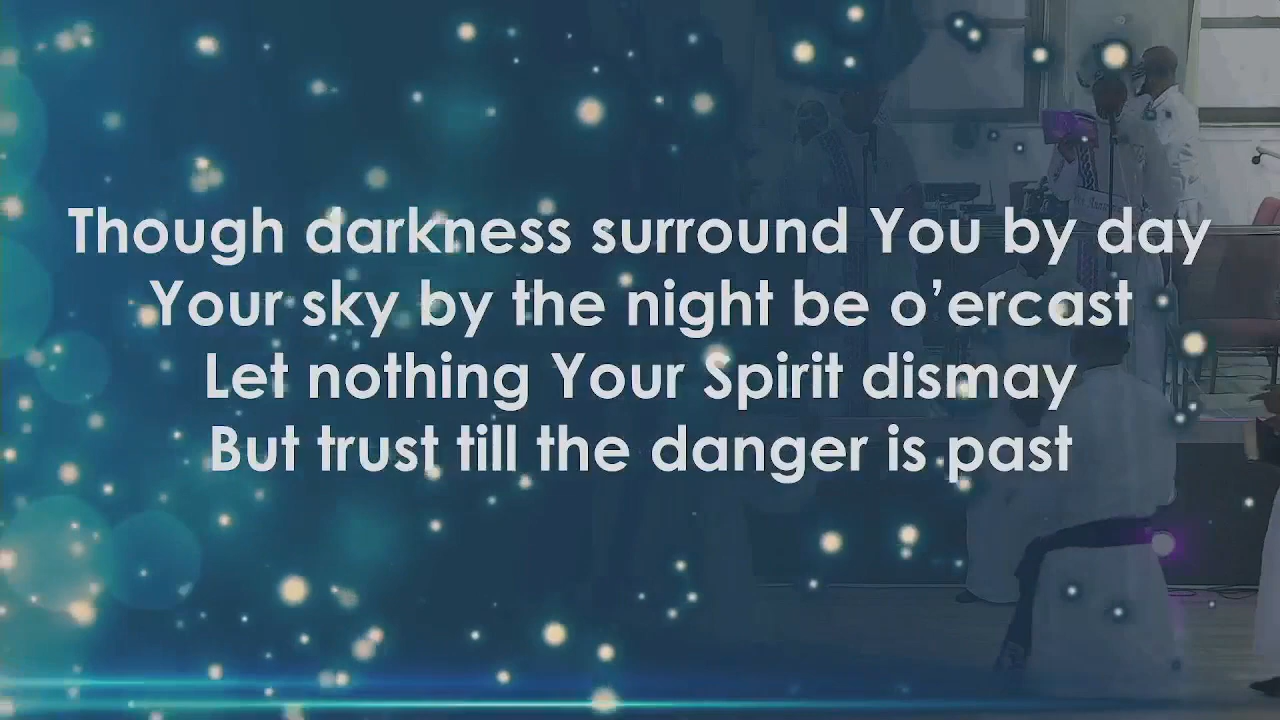 Though darkness surround You by day
Your sky by the night be o’ercast
Let nothing Your Spirit dismay
But trust till the danger is past